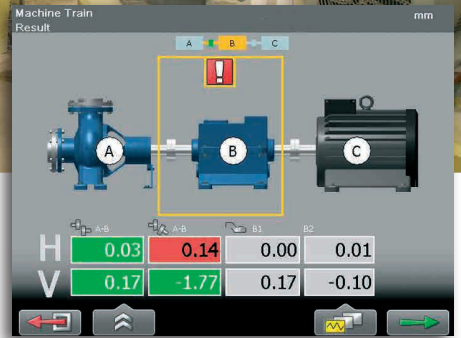 Machine Train mm
Result
A B C
!
A B C
A-B A-B B1 B2
H 0.03 0.14 0.00 0.01
V 0.17 -1.77 0.17 -0.10